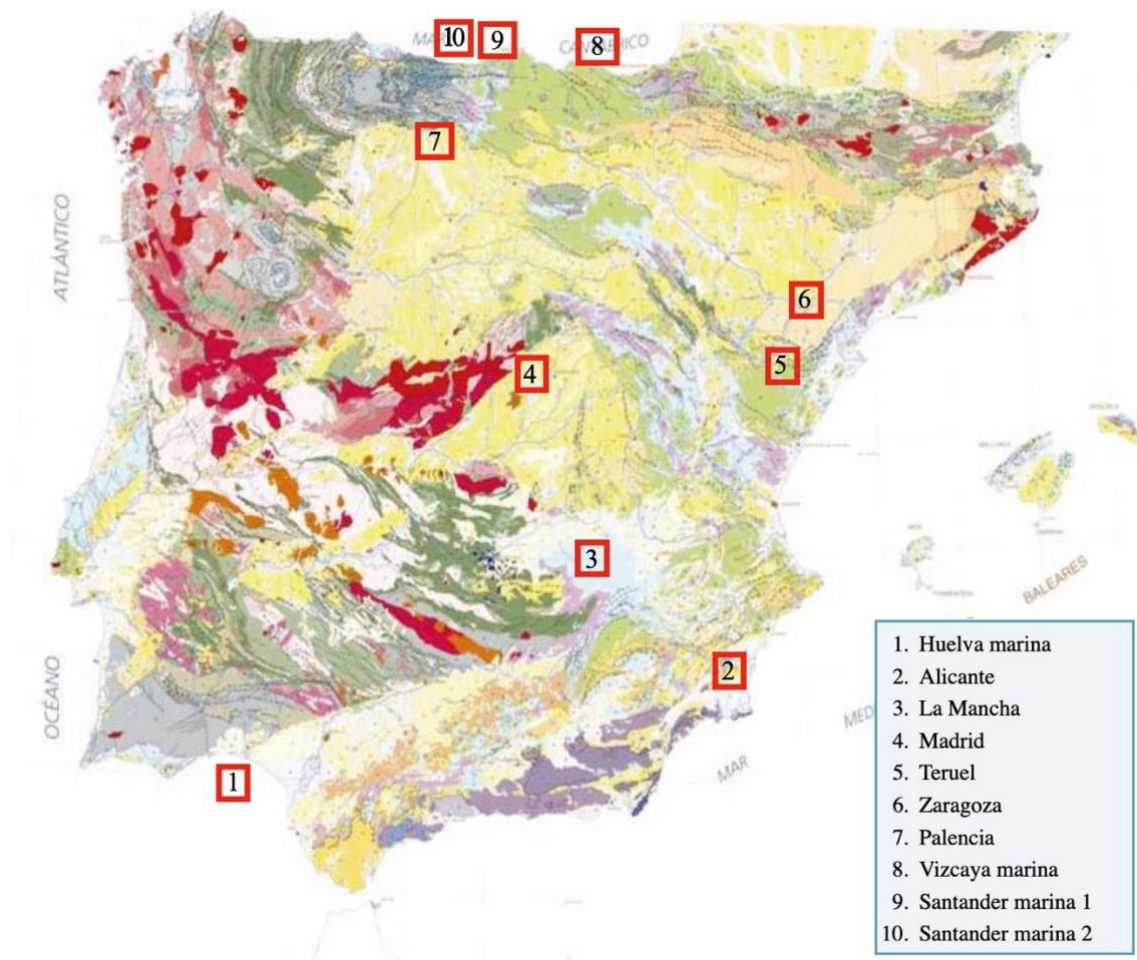 MAR
10
9
8
CANTÁBRICO
7
ATLÁNTICO
6
5
4
BALEARES
3
OCÉANO
2
MED
MAR
1
1. Huelva marina
2. Alicante
3. La Mancha
4. Madrid
5. Teruel
6. Zaragoza
7. Palencia
8. Vizcaya marina
9. Santander marina 1
10. Santander marina 2